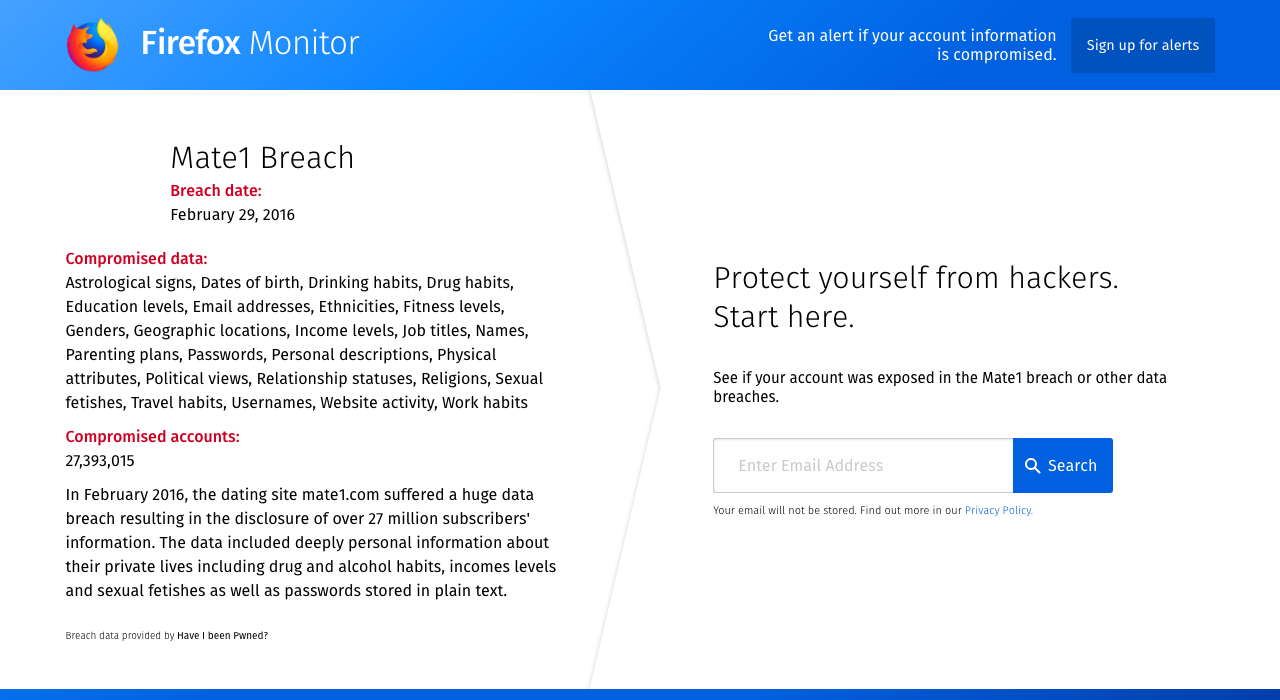 Firefox Monitor
Get an alert if your account information
is compromised.
Sign up for alerts
Mate1 Breach
Breach date:
February 29, 2016
Compromised data:
Astrological signs, Dates of birth, Drinking habits, Drug habits,
Education levels, Email addresses, Ethnicities, Fitness levels,
Genders, Geographic locations, Income levels, Job titles, Names,
Parenting plans, Passwords, Personal descriptions, Physical
attributes, Political views, Relationship statuses, Religions, Sexual
fetishes, Travel habits, Usernames, Website activity, Work habits
Compromised accounts:
27,393,015
In February 2016, the dating site mate1.com suffered a huge data
breach resulting in the disclosure of over 27 million subscribers'
information. The data included deeply personal information about
their private lives including drug and alcohol habits, incomes levels
and sexual fetishes as well as passwords stored in plain text.
Breach data provided by Have I been Pwned?
Protect yourself from hackers.
Start here.
See if your account was exposed in the Mate1 breach or other data
breaches.
Enter Email Address
Search
Your email will not be stored. Find out more in our Privacy Policy.